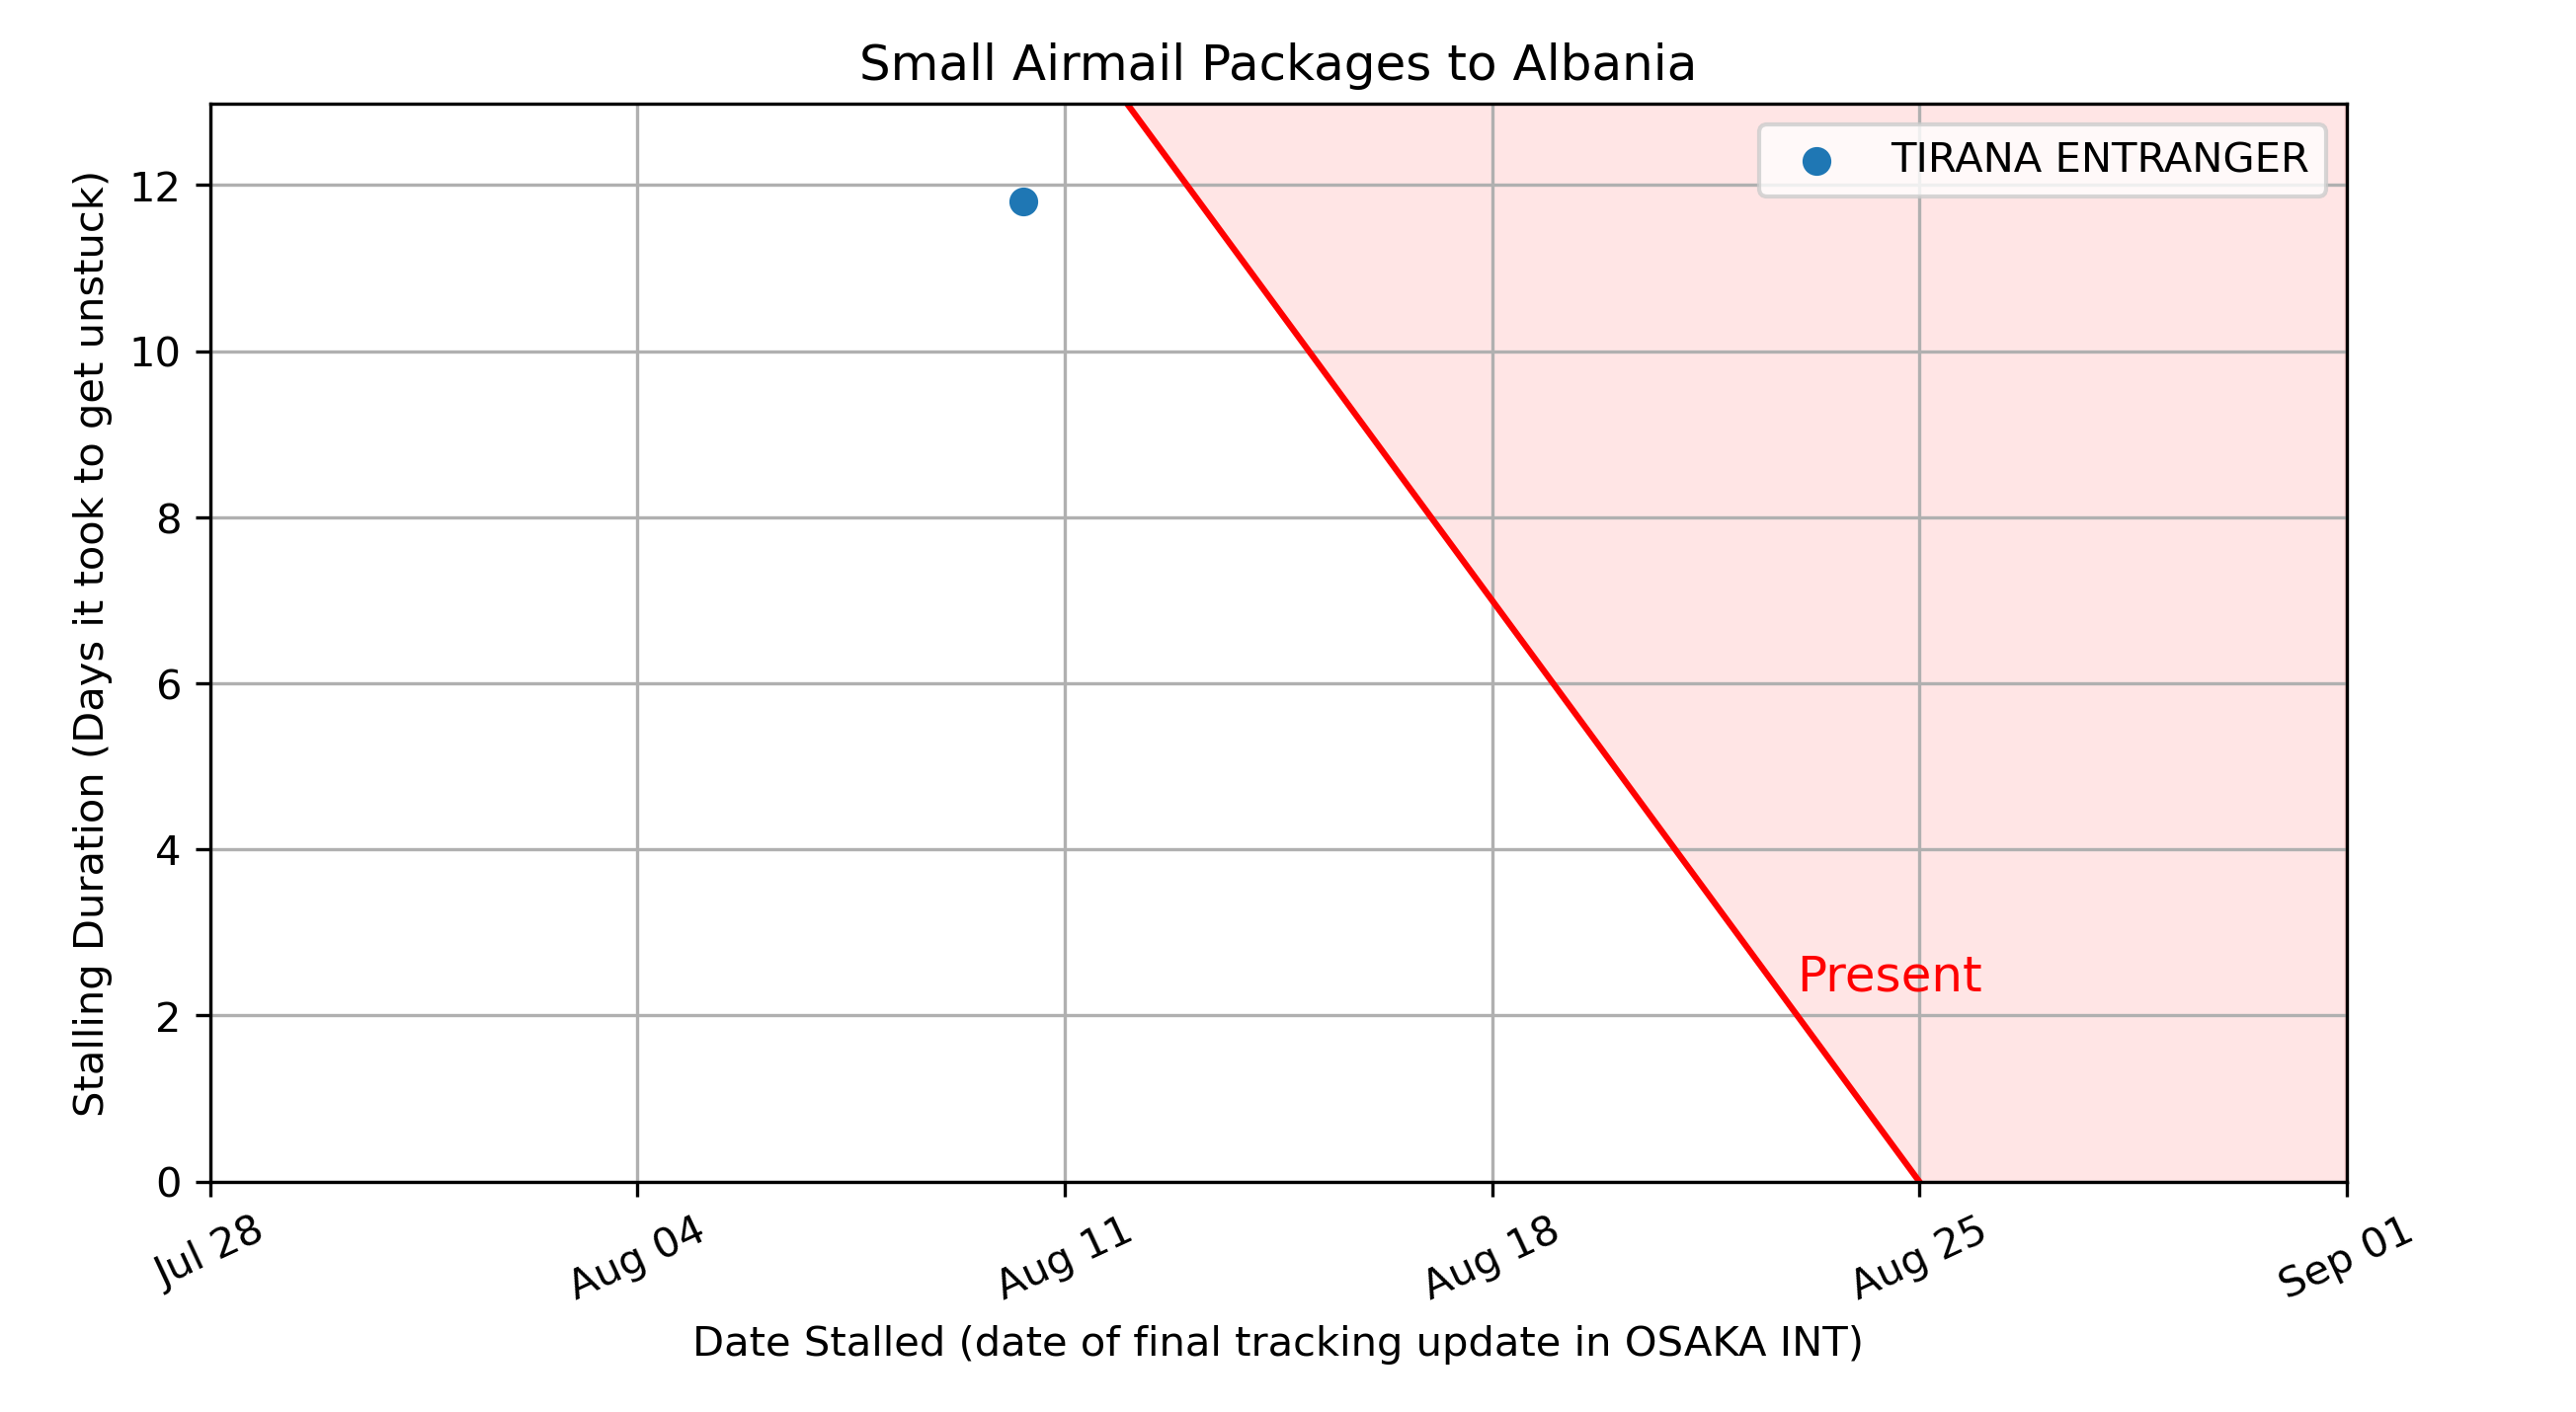 Small Airmail Packages to Albania
TIRANA ENTRANGER
Stalling Duration (Days it took to get unstuck)
12
10
8
6
4
2
0
Present
Jul 28
Aug 04
Aug 11
Aug 18
Aug 25
Sep 01
Date Stalled (date of final tracking update in OSAKA INT)